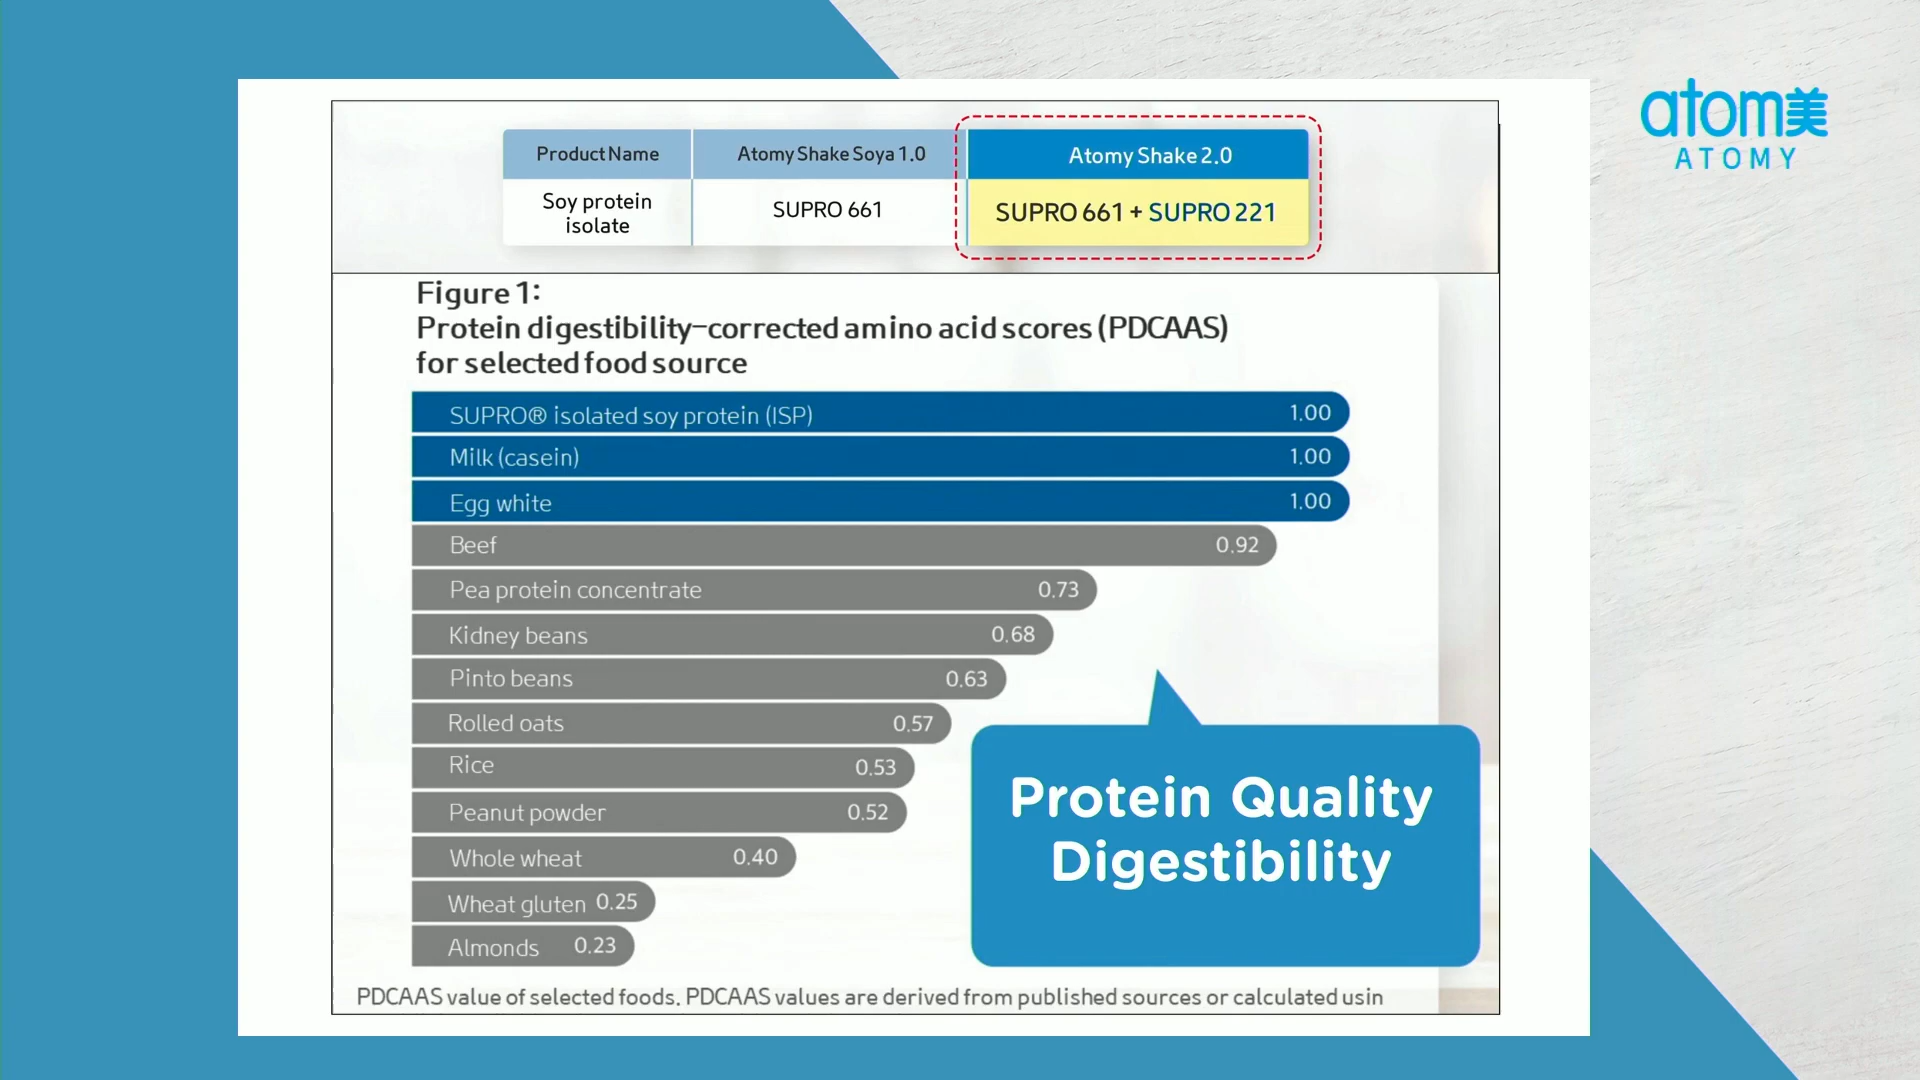 atom美
ATOMY
Product Name
Atomy Shake Soya 1.0
Atomy Shake 2.0
Soy protein
isolate
SUPRO 661
SUPRO 661 + SUPRO 221
Figure 1:
Protein digestibility-corrected amino acid scores (PDCAAS)
for selected food source
SUPRO® isolated soy protein (ISP) 1.00
Milk (casein) 1.00
Egg white 1.00
Beef 0.92
Pea protein concentrate 0.73
Kidney beans 0.68
Pinto beans 0.63
Rolled oats 0.57
Rice 0.53
Peanut powder 0.52
Whole wheat 0.40
Wheat gluten 0.25
Almonds 0.23
Protein Quality
Digestibility
PDCAAS value of selected foods. PDCAAS values are derived from published sources or calculated usin